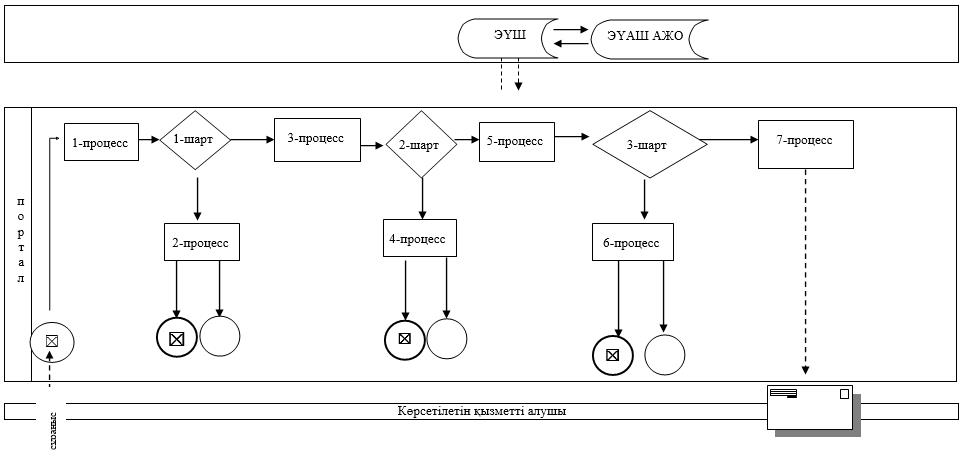 ЭҮШ
ЭҮАШ АЖО
1-процесс
1-шарт
3-процесс
2-шарт
5-процесс
3-шарт
7-процесс
портал
2-процесс
4-процесс
6-процесс
Көрсетілетін қызметті алушы
сұраныс